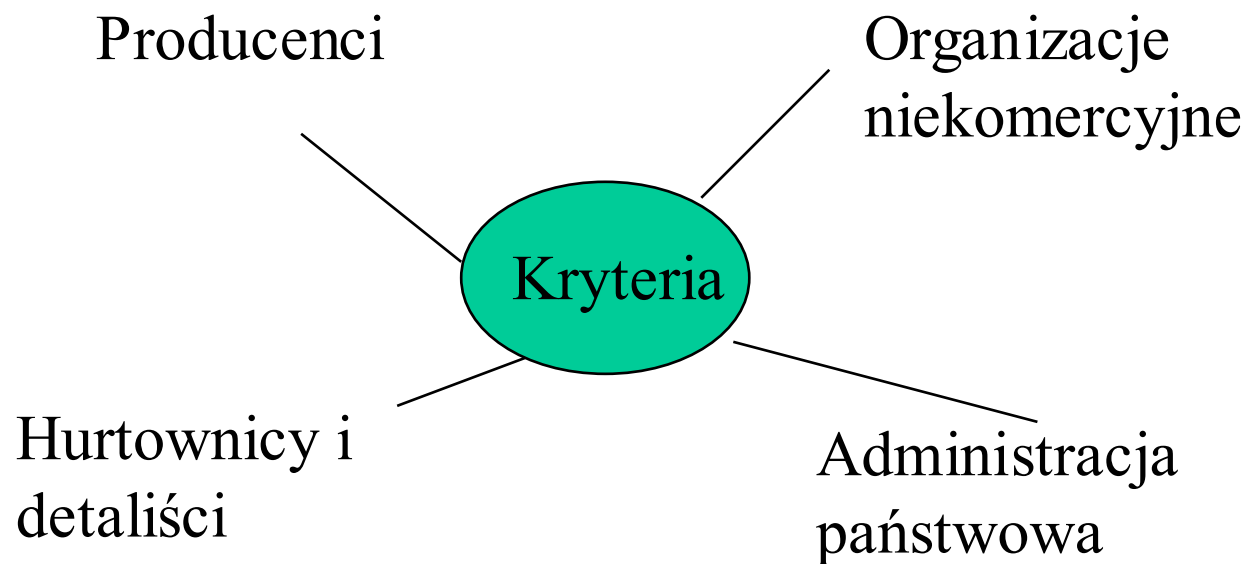 Producenci
Organizacje
niekomercyjne
Kryteria
Hurtownicy i
detaliści
Administracja
państwowa